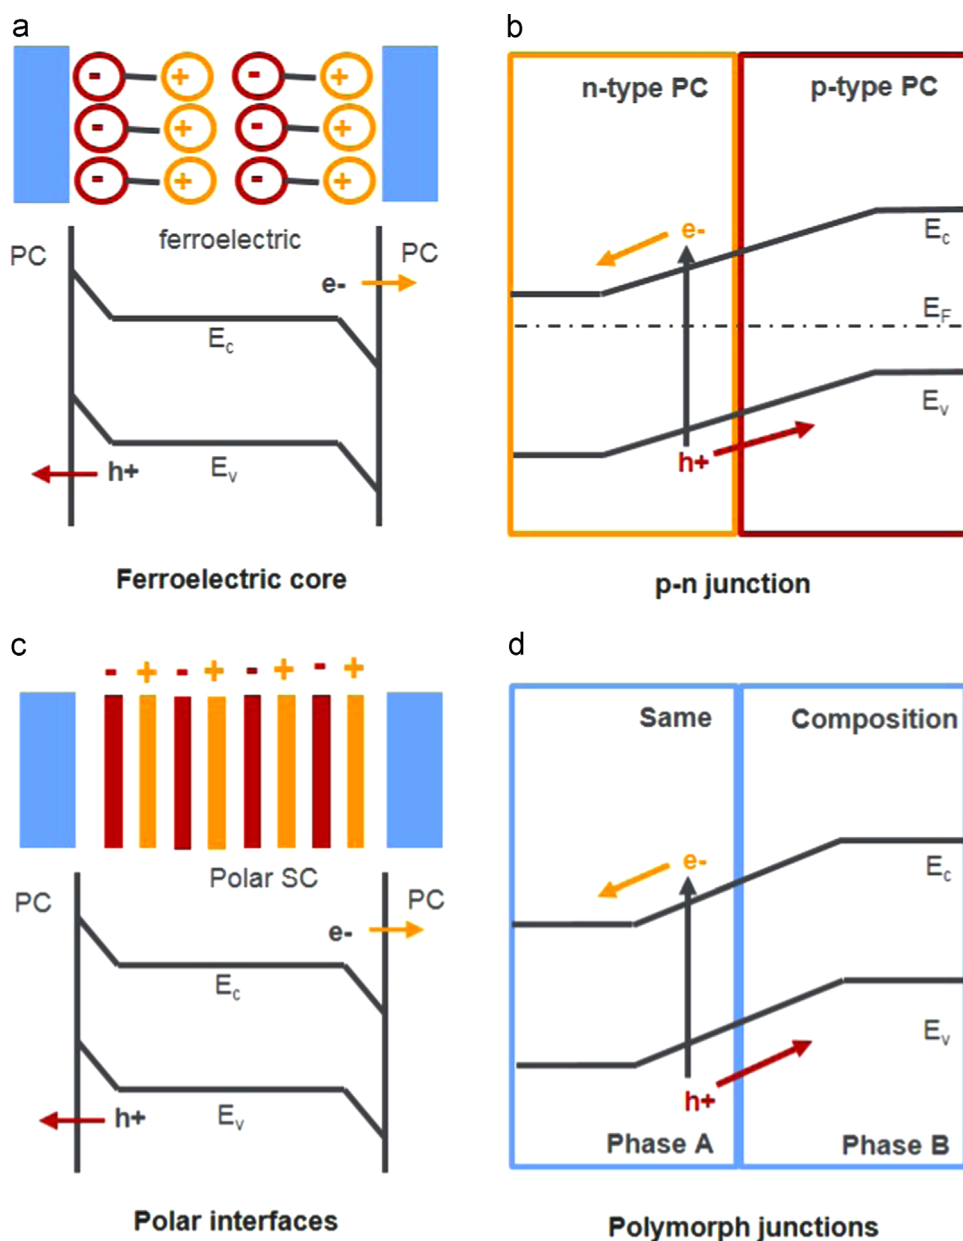 a
- + - +
- + - +
- + - +
PC ferroelectric PC
e-
Ec
h+ Ev
Ferroelectric core
b
n-type PC p-type PC
e- Ec
EF
Ev
h+
p-n junction
c
- + - + - + - +
Polar SC
PC PC
e-
Ec
h+ Ev
Polar interfaces
d
Same Composition
e- Ec
Ev
h+
Phase A Phase B
Polymorph junctions